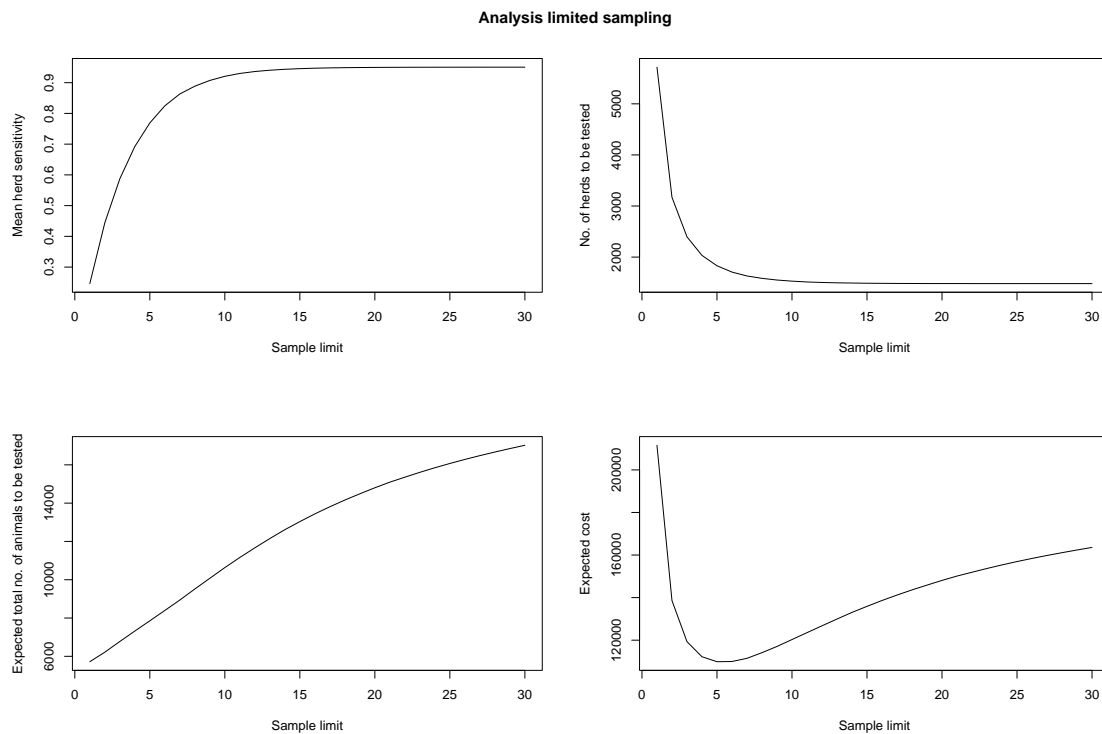 Analysis limited sampling
Mean herd sensitivity
0.3 0.4 0.5 0.6 0.7 0.8 0.9
0 5 10 15 20 25 30
Sample limit
No. of herds to be tested
2000 3000 4000 5000
0 5 10 15 20 25 30
Sample limit
Expected total no. of animals to be tested
6000 10000 14000
0 5 10 15 20 25 30
Sample limit
Expected cost
120000 160000 200000
0 5 10 15 20 25 30
Sample limit